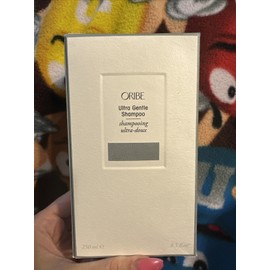 ORIBE
Ultra Gentle
Shampoo
shampooing
ultra-doux